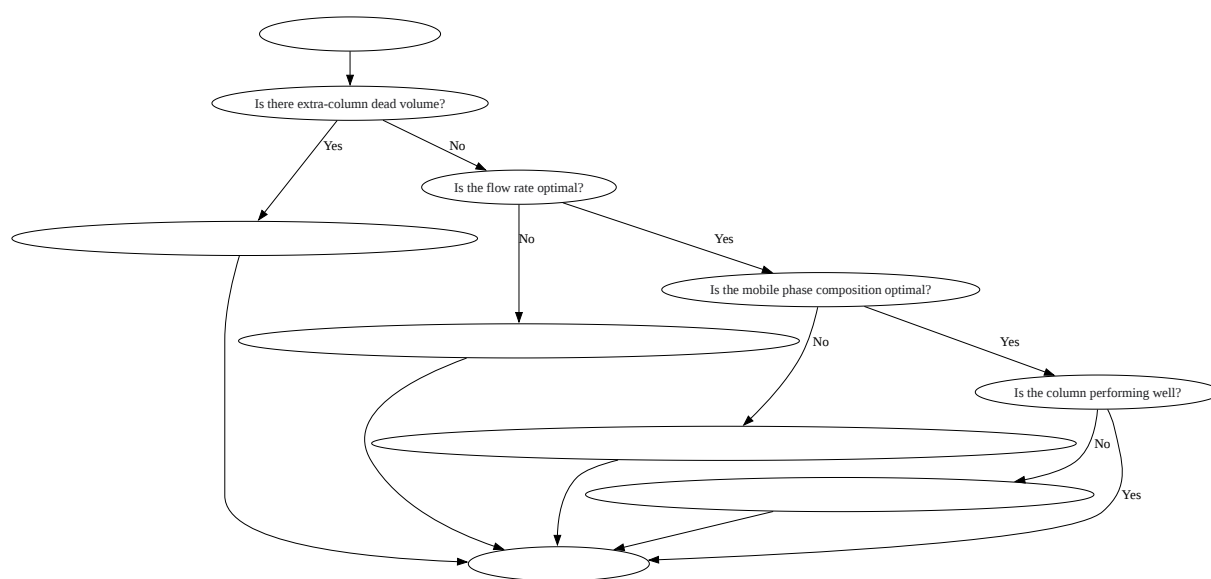 Is there extra-column dead volume?
Yes
No
Is the flow rate optimal?
No
Yes
Is the mobile phase composition optimal?
No
Yes
Is the column performing well?
No
Yes